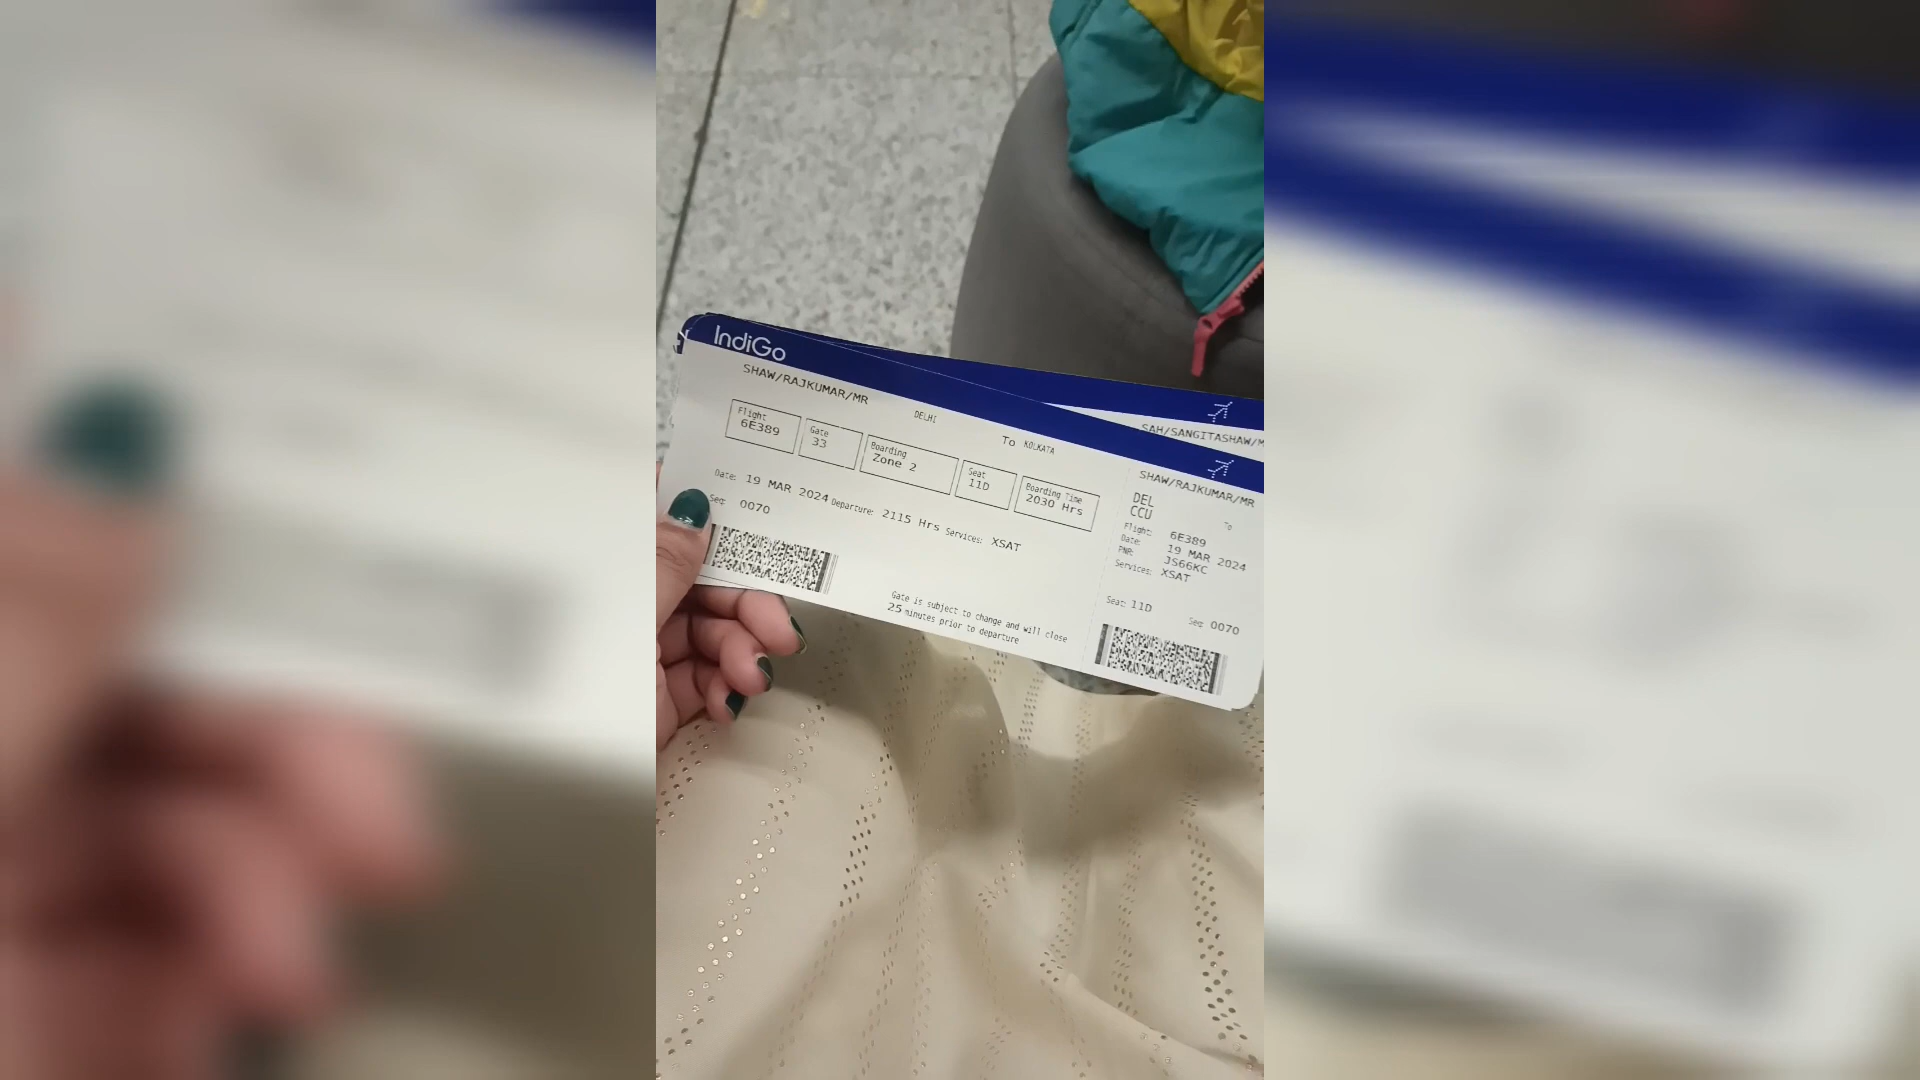 IndiGo
SHAW/RAJKUMAR/MR
DELHI
To KOLKATA
Flight
6E389
Gate
33
Boarding
Zone 2
Seat
11D
Boarding Time
2030 Hrs
Date: 19 MAR 2024 Departure: 2115 Hrs Services: XSAT
Seq: 0070
Gate is subject to change and will close
25 minutes prior to departure
SAH/SANGITASHAW/M
SHAW/RAJKUMAR/MR
DEL
To
CCU
Flight: 6E389
Date: 19 MAR 2024
PNR: JS66KC
Services: XSAT
Seat: 11D
Seq: 0070